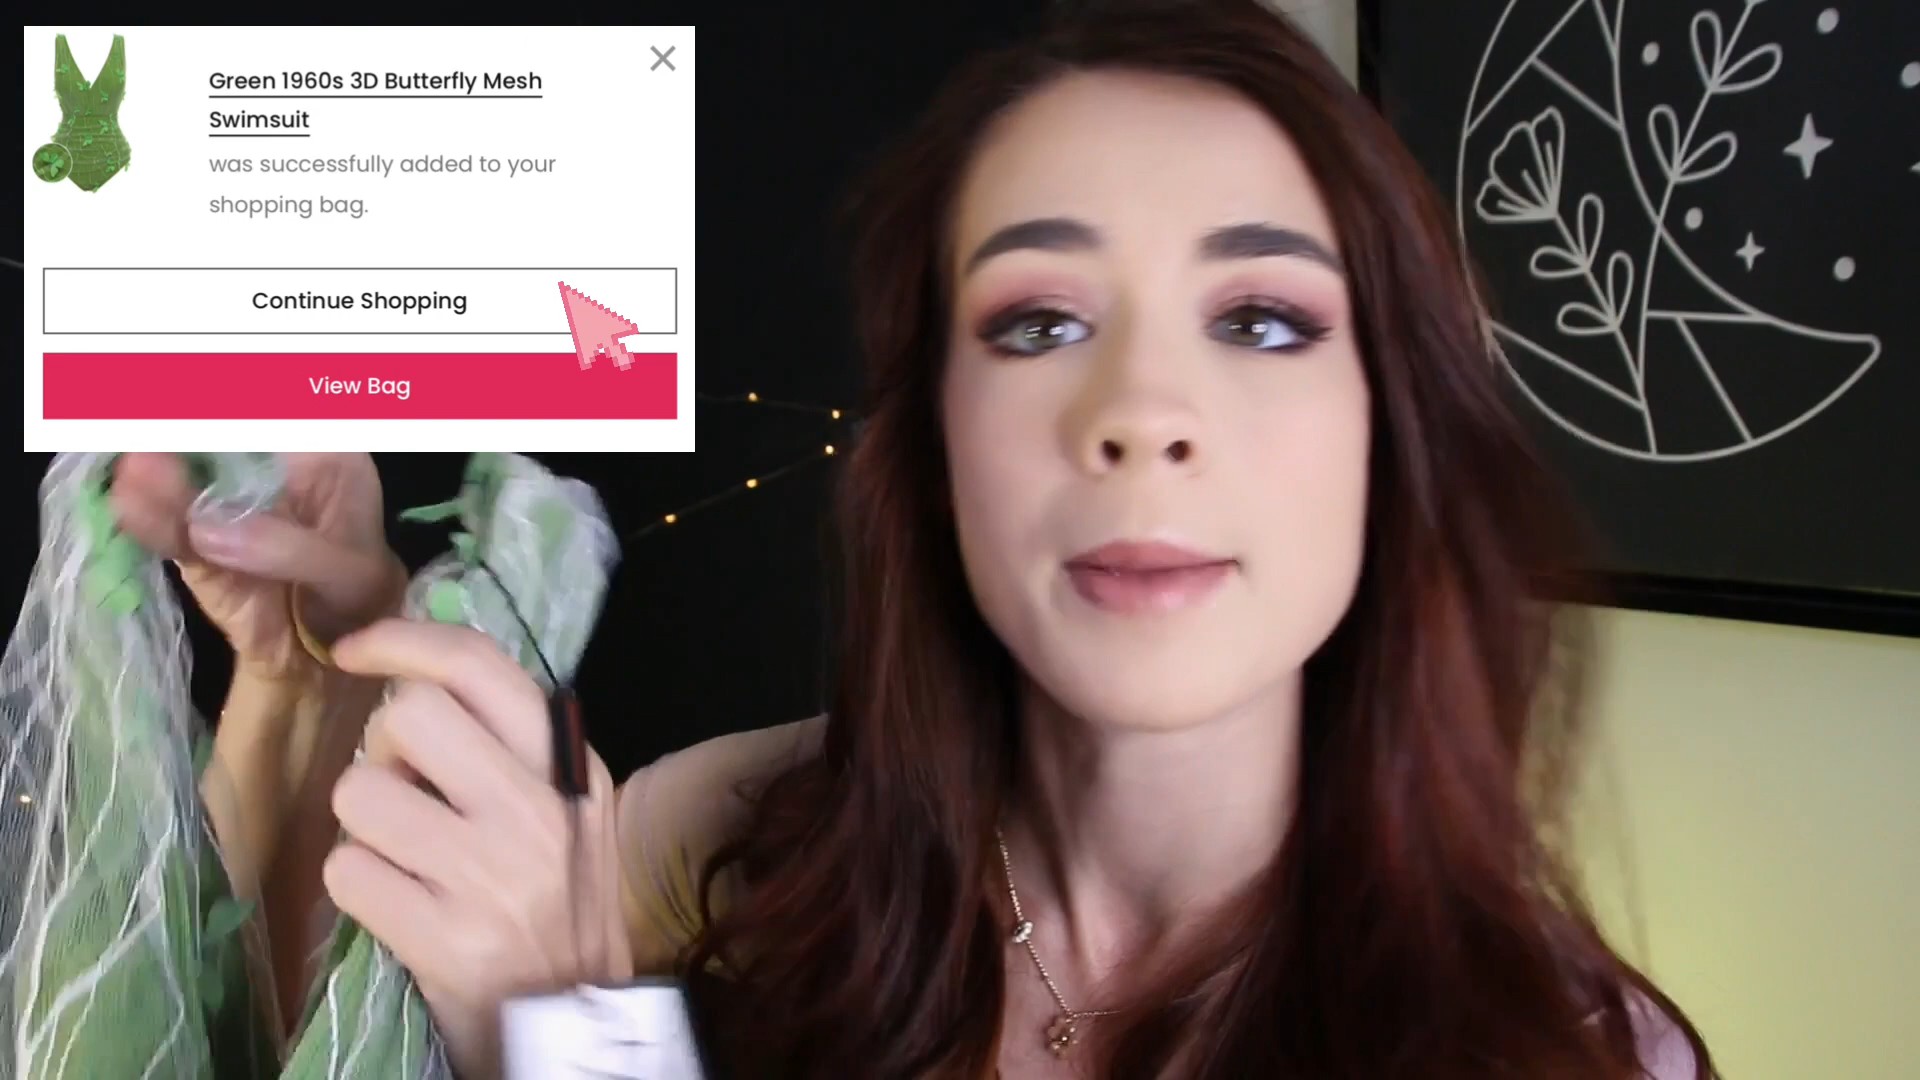 Green 1960s 3D Butterfly Mesh
Swimsuit
was successfully added to your
shopping bag.
Continue Shopping
View Bag